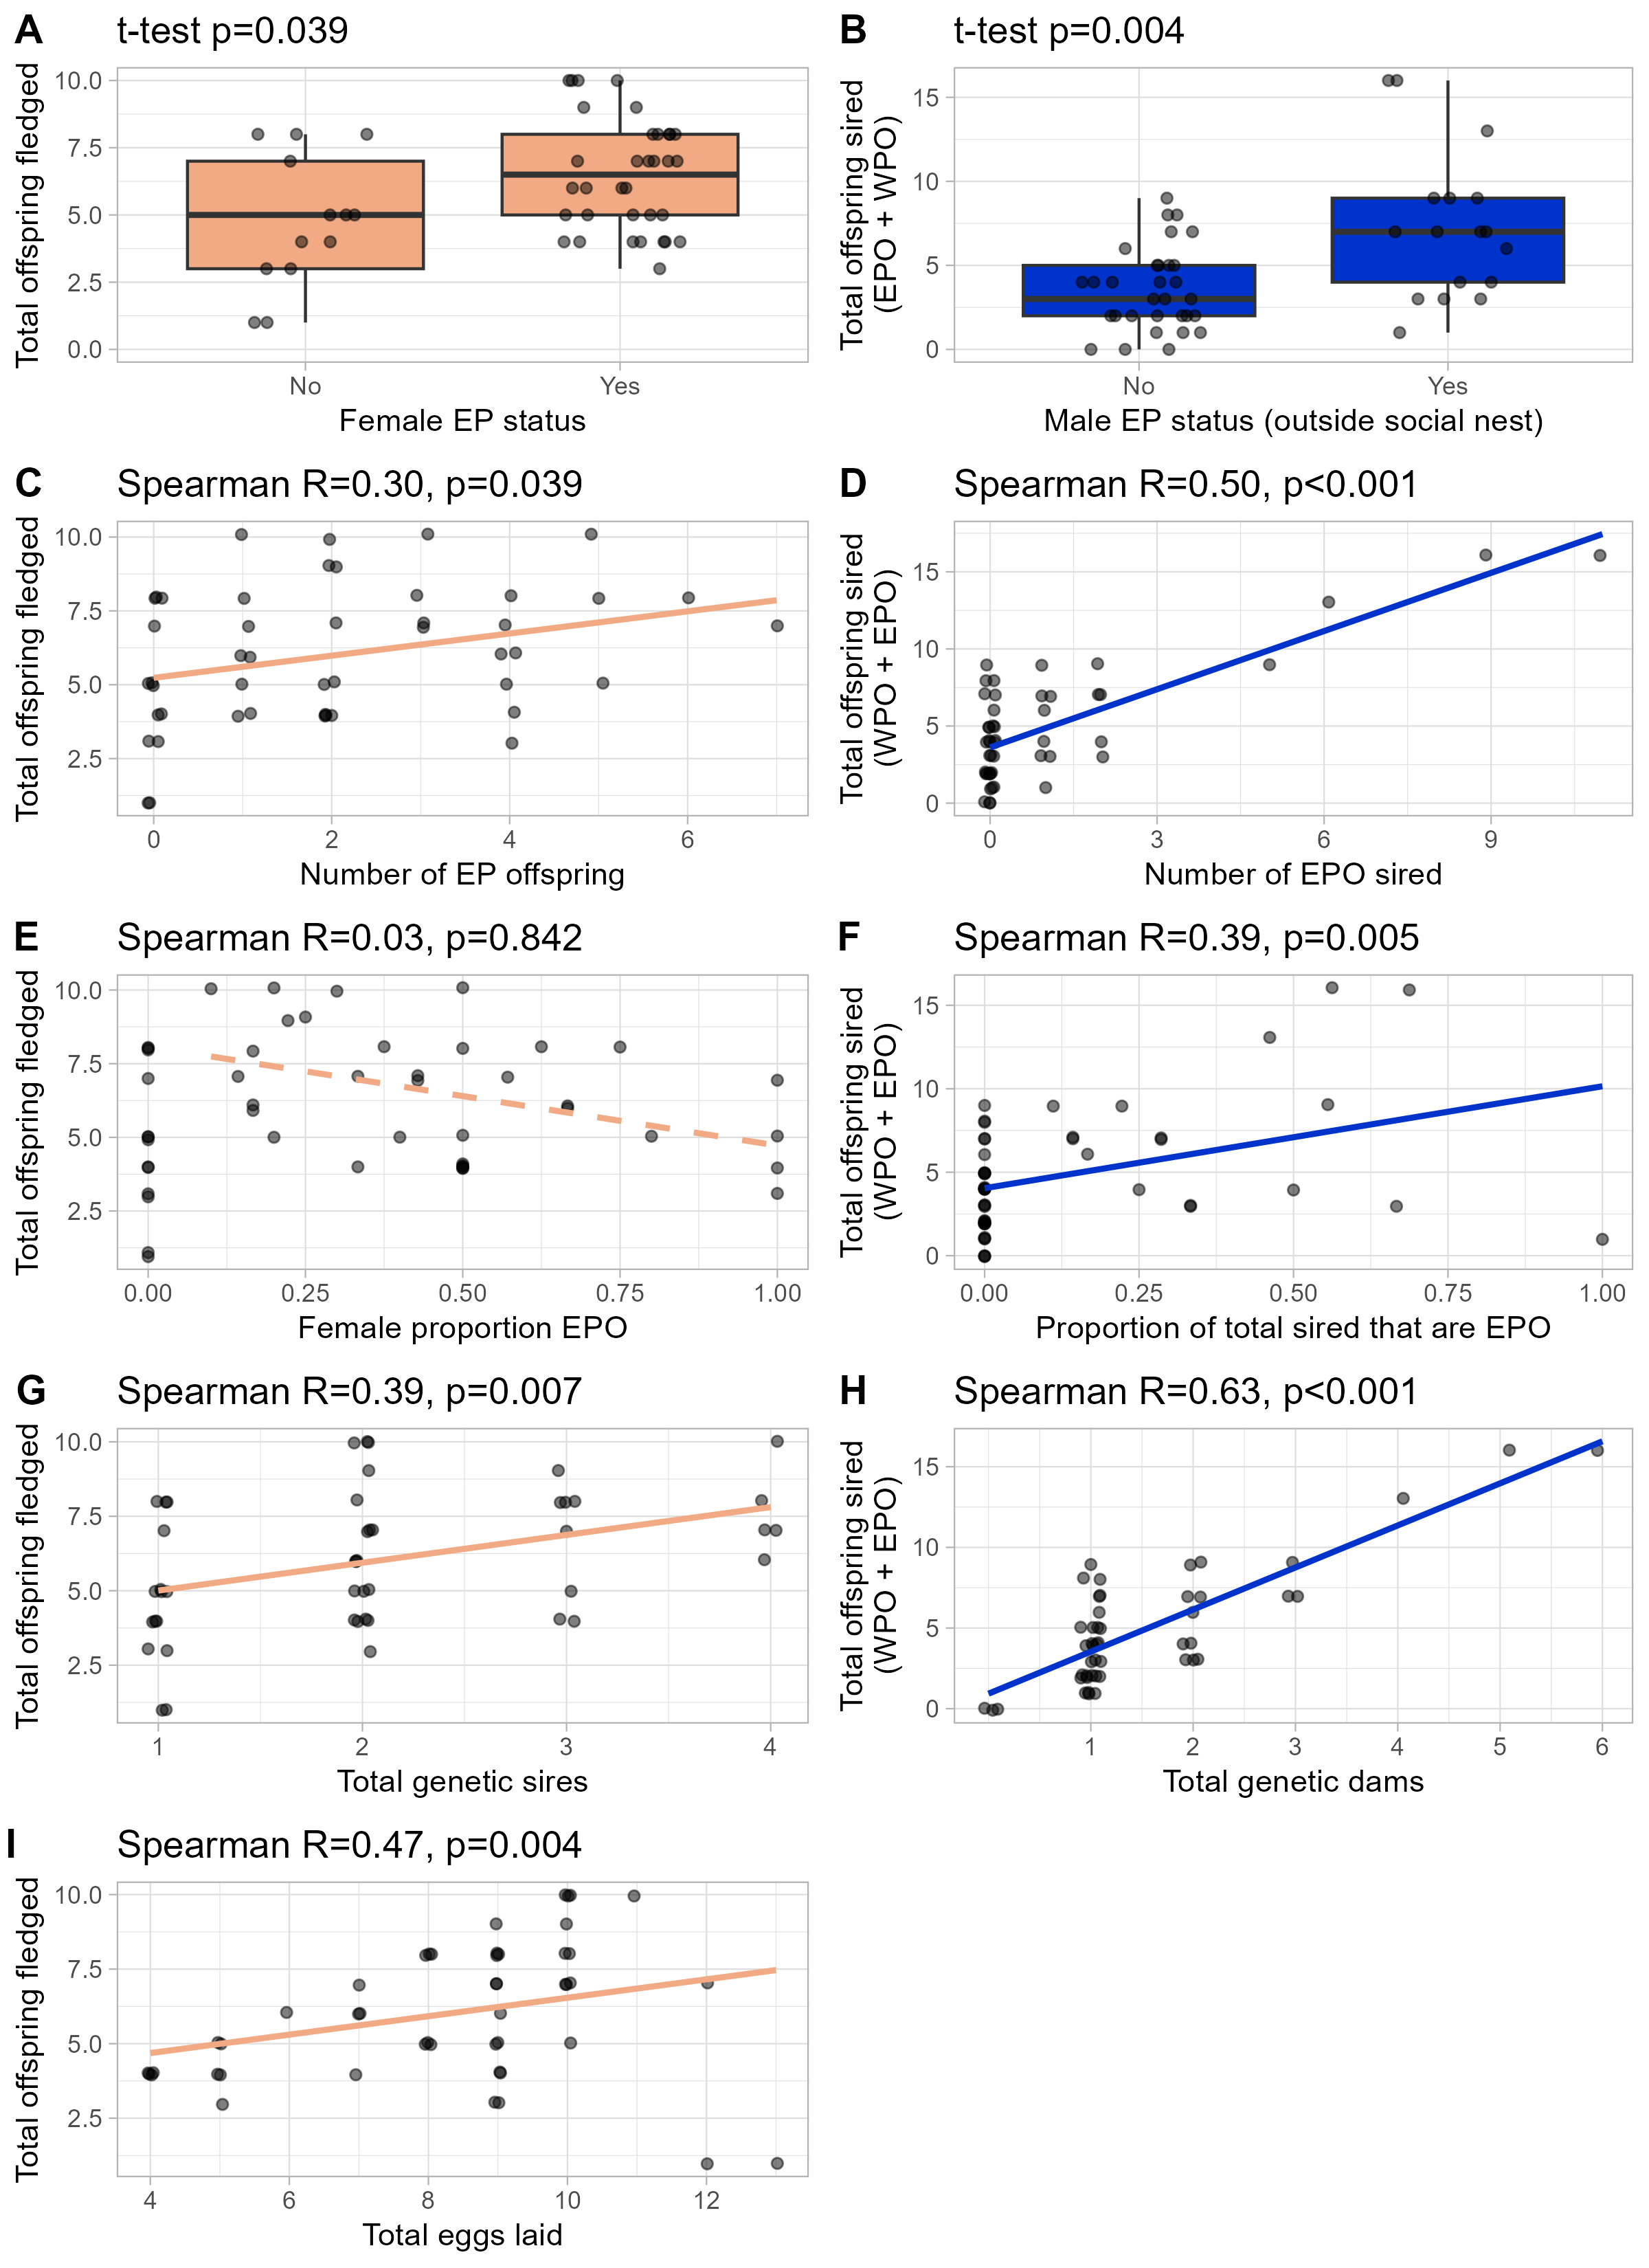 A t-test p=0.039
Total offspring fledged
10.0
7.5
5.0
2.5
0.0
No Yes
Female EP status
B t-test p=0.004
Total offspring sired
(EPO + WPO)
15
10
5
0
No Yes
Male EP status (outside social nest)
C Spearman R=0.30, p=0.039
Total offspring fledged
10.0
7.5
5.0
2.5
0 2 4 6
Number of EP offspring
D Spearman R=0.50, p<0.001
Total offspring sired
(WPO + EPO)
15
10
5
0
0 3 6 9
Number of EPO sired
E Spearman R=0.03, p=0.842
Total offspring fledged
10.0
7.5
5.0
2.5
0.00 0.25 0.50 0.75 1.00
Female proportion EPO
F Spearman R=0.39, p=0.005
Total offspring sired
(WPO + EPO)
15
10
5
0
0.00 0.25 0.50 0.75 1.00
Proportion of total sired that are EPO
G Spearman R=0.39, p=0.007
Total offspring fledged
10.0
7.5
5.0
2.5
1 2 3 4
Total genetic sires
H Spearman R=0.63, p<0.001
Total offspring sired
(WPO + EPO)
15
10
5
0
1 2 3 4 5 6
Total genetic dams
I Spearman R=0.47, p=0.004
Total offspring fledged
10.0
7.5
5.0
2.5
4 6 8 10 12
Total eggs laid